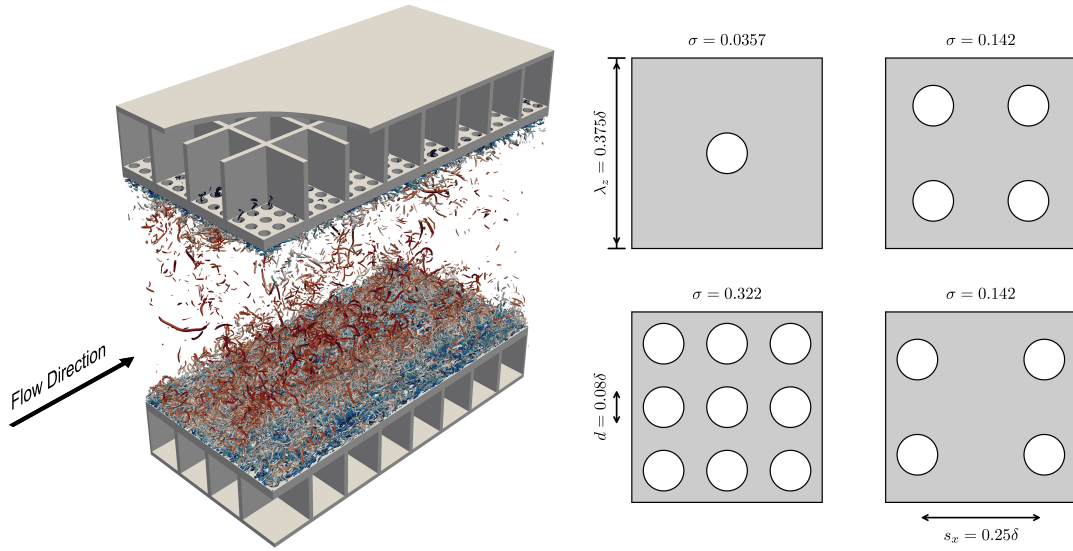 σ = 0.0357
σ = 0.142
λ_z = 0.375δ
Flow Direction
σ = 0.322
σ = 0.142
d = 0.08δ
s_x = 0.25δ